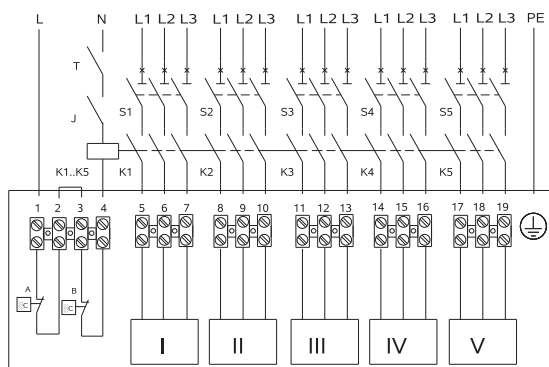 L N L1 L2 L3 L1 L2 L3 L1 L2 L3 L1 L2 L3 L1 L2 L3 PE
T
S1 S2 S3 S4 S5
J
K1..K5 K1 K2 K3 K4 K5
1 2 3 4 5 6 7 8 9 10 11 12 13 14 15 16 17 18 19
A B
C C
I II III IV V